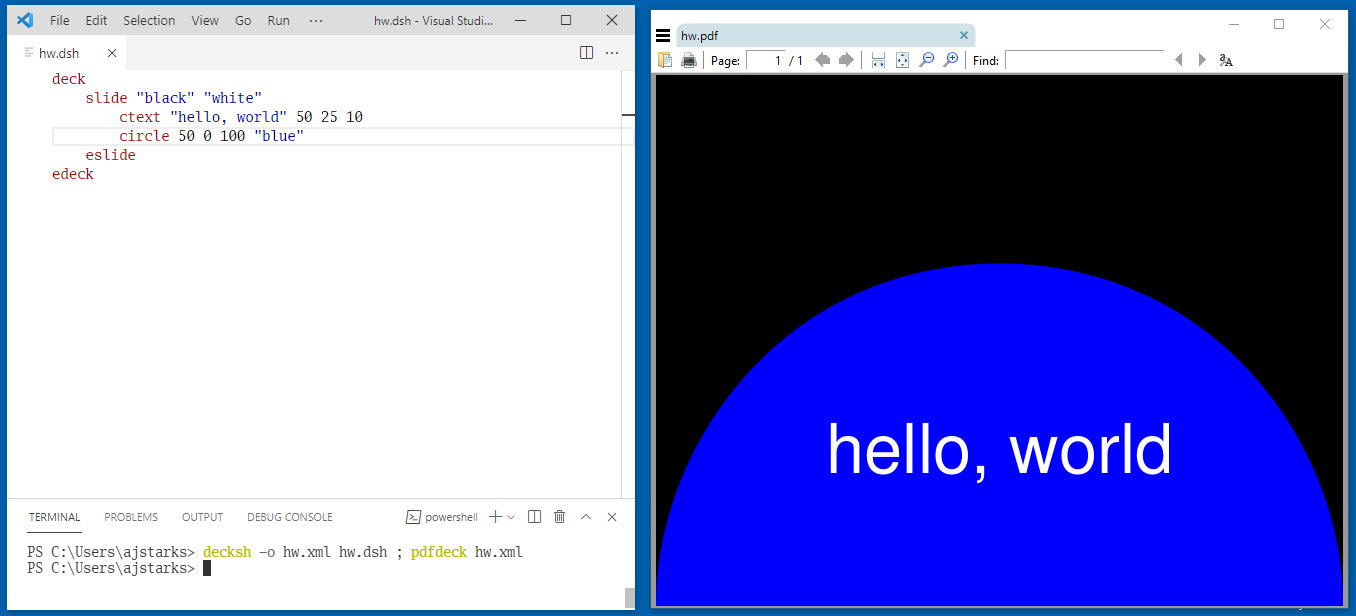 File Edit Selection View Go Run ··· hw.dsh - Visual Studi...
hw.dsh
deck
slide "black" "white"
ctext "hello, world" 50 25 10
circle 50 0 100 "blue"
eslide
edeck
TERMINAL PROBLEMS OUTPUT DEBUG CONSOLE powershell
PS C:\Users\ajstarks> decksh -o hw.xml hw.dsh ; pdfdeck hw.xml
PS C:\Users\ajstarks>
hw.pdf
Page: 1 / 1 Find:
hello, world